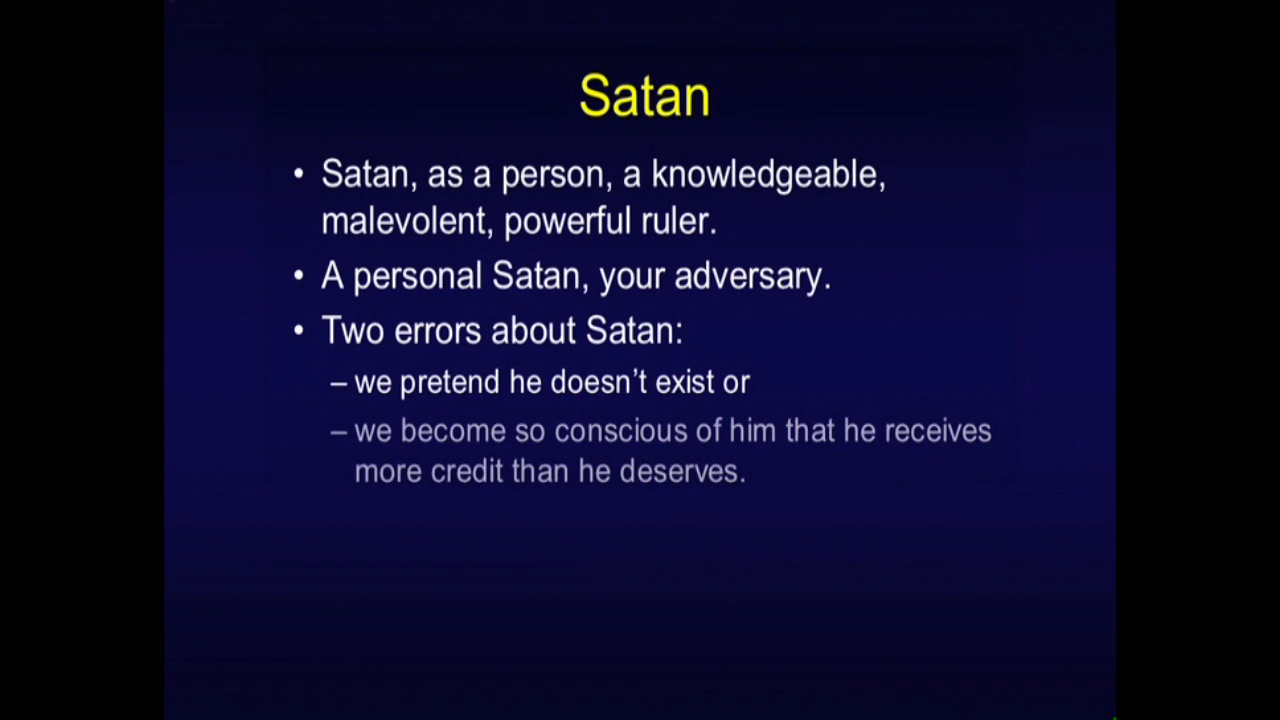 Satan
• Satan, as a person, a knowledgeable,
malevolent, powerful ruler.
• A personal Satan, your adversary.
• Two errors about Satan:
– we pretend he doesn’t exist or
– we become so conscious of him that he receives
more credit than he deserves.